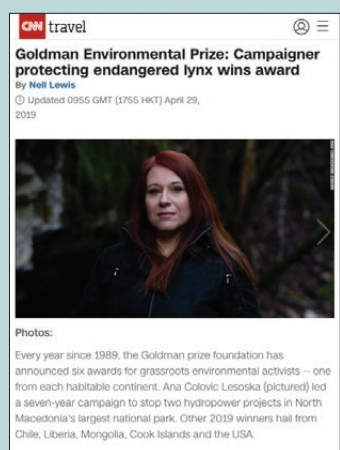 CNN travel
Goldman Environmental Prize: Campaigner
protecting endangered lynx wins award
By Neil Lewis
Updated 0955 GMT (1755 HKT) April 29,
2019
Photos:
Every year since 1989, the Goldman prize foundation has
announced six awards for grassroots environmental activists -- one
from each habitable continent. Ana Colovic Lesoska (pictured) led
a seven-year campaign to stop two hydropower projects in North
Macedonia's largest national park. Other 2019 winners hail from
Chile, Liberia, Mongolia, Cook Islands and the USA.